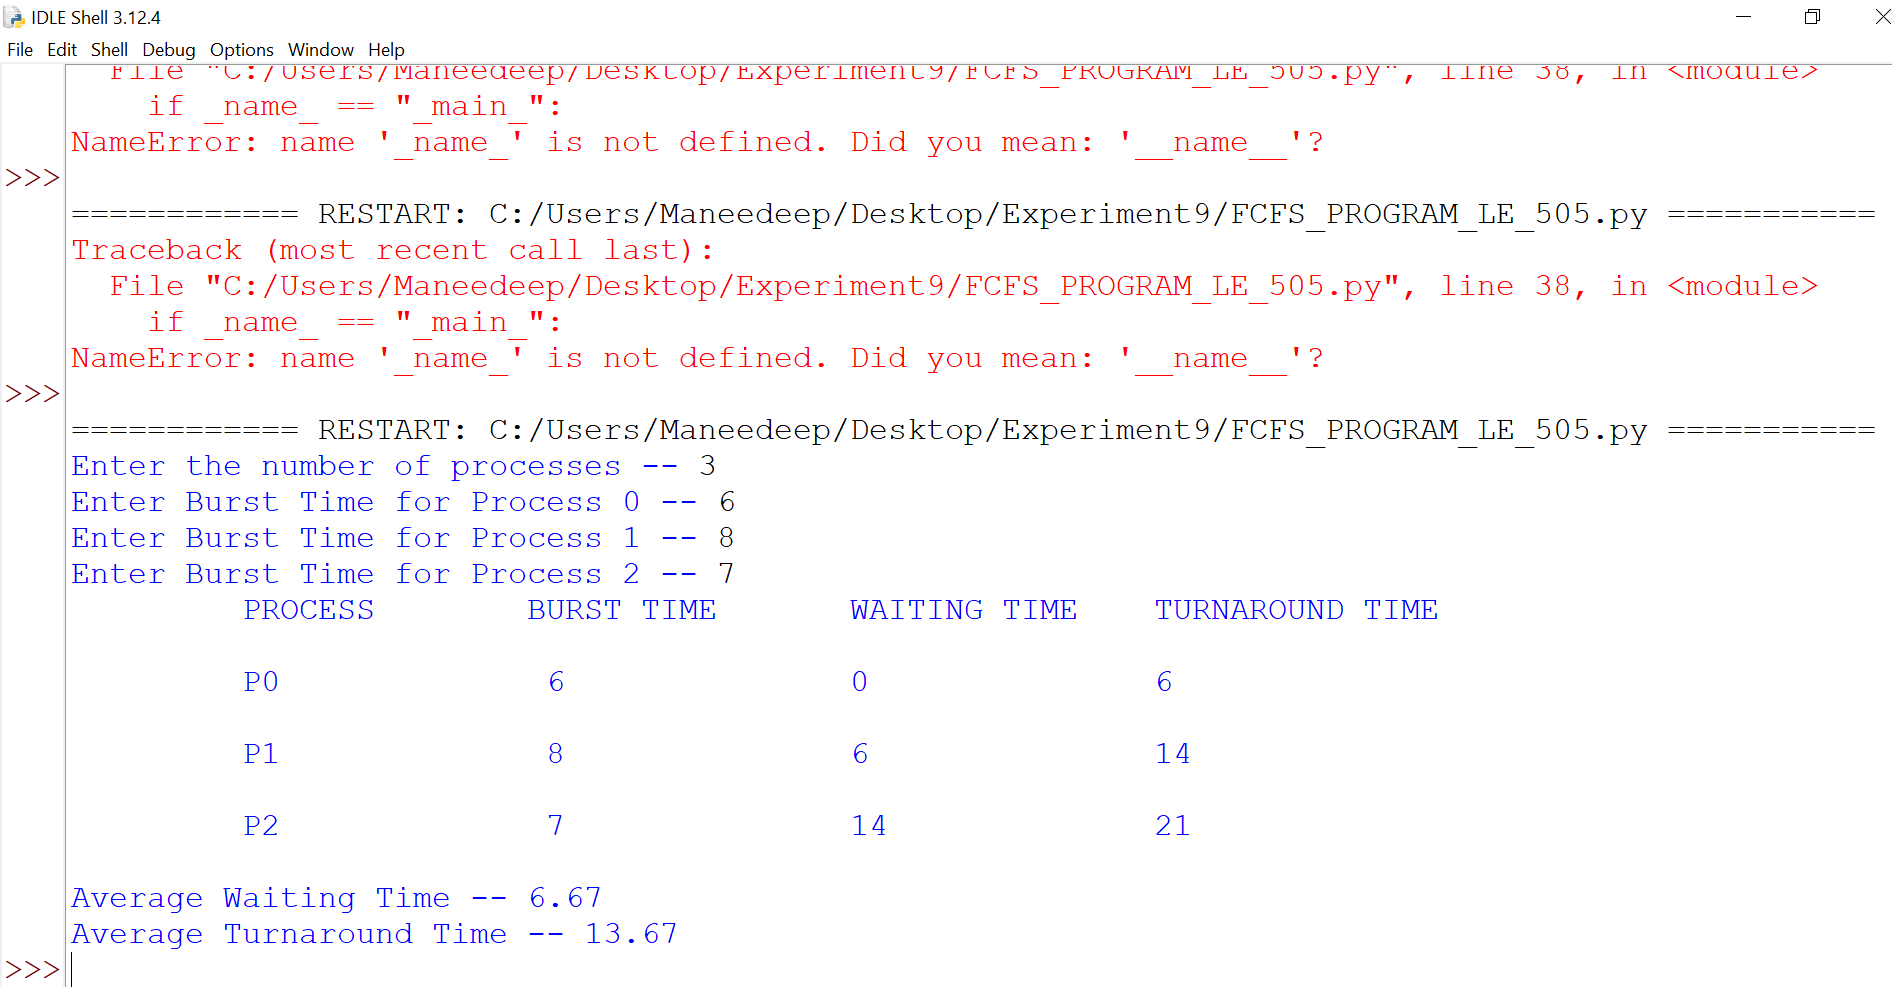 IDLE Shell 3.12.4
File Edit Shell Debug Options Window Help
File "C:/Users/Maneedeep/Desktop/Experiment9/FCFS_PROGRAM_LE_505.py", line 38, in <module>
if _name_ == "_main_":
NameError: name '_name_' is not defined. Did you mean: '__name__'?
>>>
============ RESTART: C:/Users/Maneedeep/Desktop/Experiment9/FCFS_PROGRAM_LE_505.py ===========
Traceback (most recent call last):
File "C:/Users/Maneedeep/Desktop/Experiment9/FCFS_PROGRAM_LE_505.py", line 38, in <module>
if _name_ == "_main_":
NameError: name '_name_' is not defined. Did you mean: '__name__'?
>>>
============ RESTART: C:/Users/Maneedeep/Desktop/Experiment9/FCFS_PROGRAM_LE_505.py ===========
Enter the number of processes -- 3
Enter Burst Time for Process 0 -- 6
Enter Burst Time for Process 1 -- 8
Enter Burst Time for Process 2 -- 7
PROCESS BURST TIME WAITING TIME TURNAROUND TIME
P0 6 0 6
P1 8 6 14
P2 7 14 21
Average Waiting Time -- 6.67
Average Turnaround Time -- 13.67
>>>